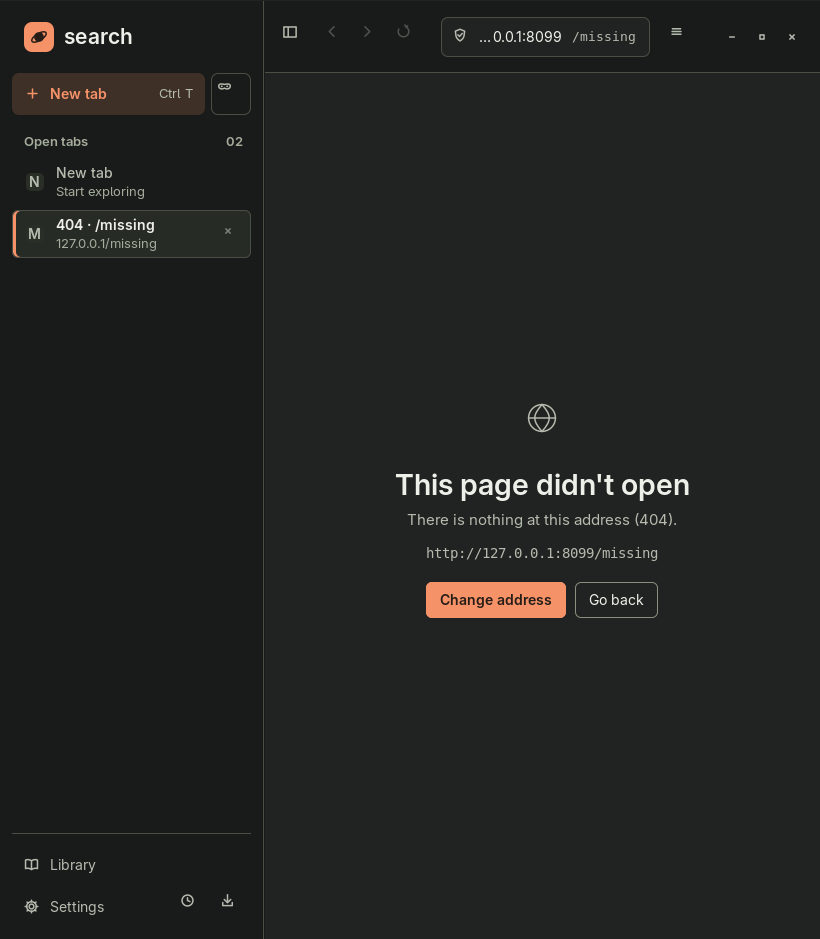 search
New tab Ctrl T
Open tabs 02
N New tab
Start exploring
M 404 · /missing
127.0.0.1/missing
Library
Settings
...0.0.1:8099 /missing
This page didn't open
There is nothing at this address (404).
http://127.0.0.1:8099/missing
Change address Go back